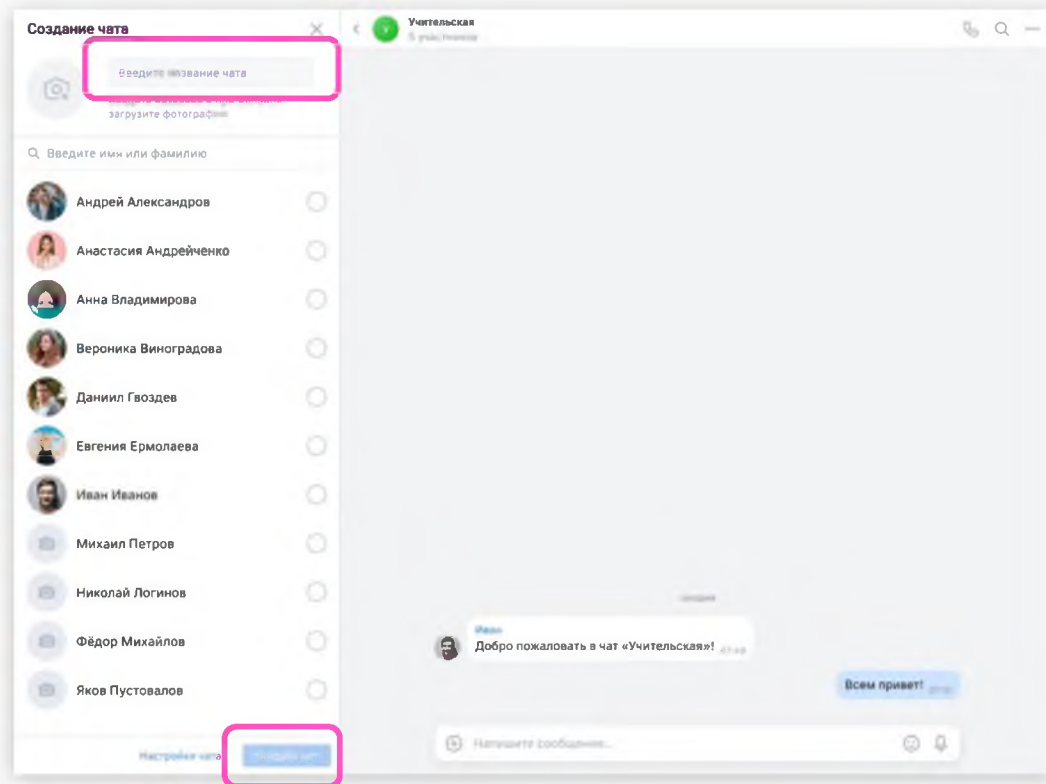 Создание чата
Введите название чата
загрузите фотографию
Введите имя или фамилию
Андрей Александров
Анастасия Андрейченко
Анна Владимирова
Вероника Виноградова
Даниил Гвоздев
Евгения Ермолаева
Иван Иванов
Михаил Петров
Николай Логинов
Фёдор Михайлов
Яков Пустовалов
Настройки чата
Учительская
5 участников
Иван
Добро пожаловать в чат «Учительская»!
Всем привет!
Напишите сообщение...